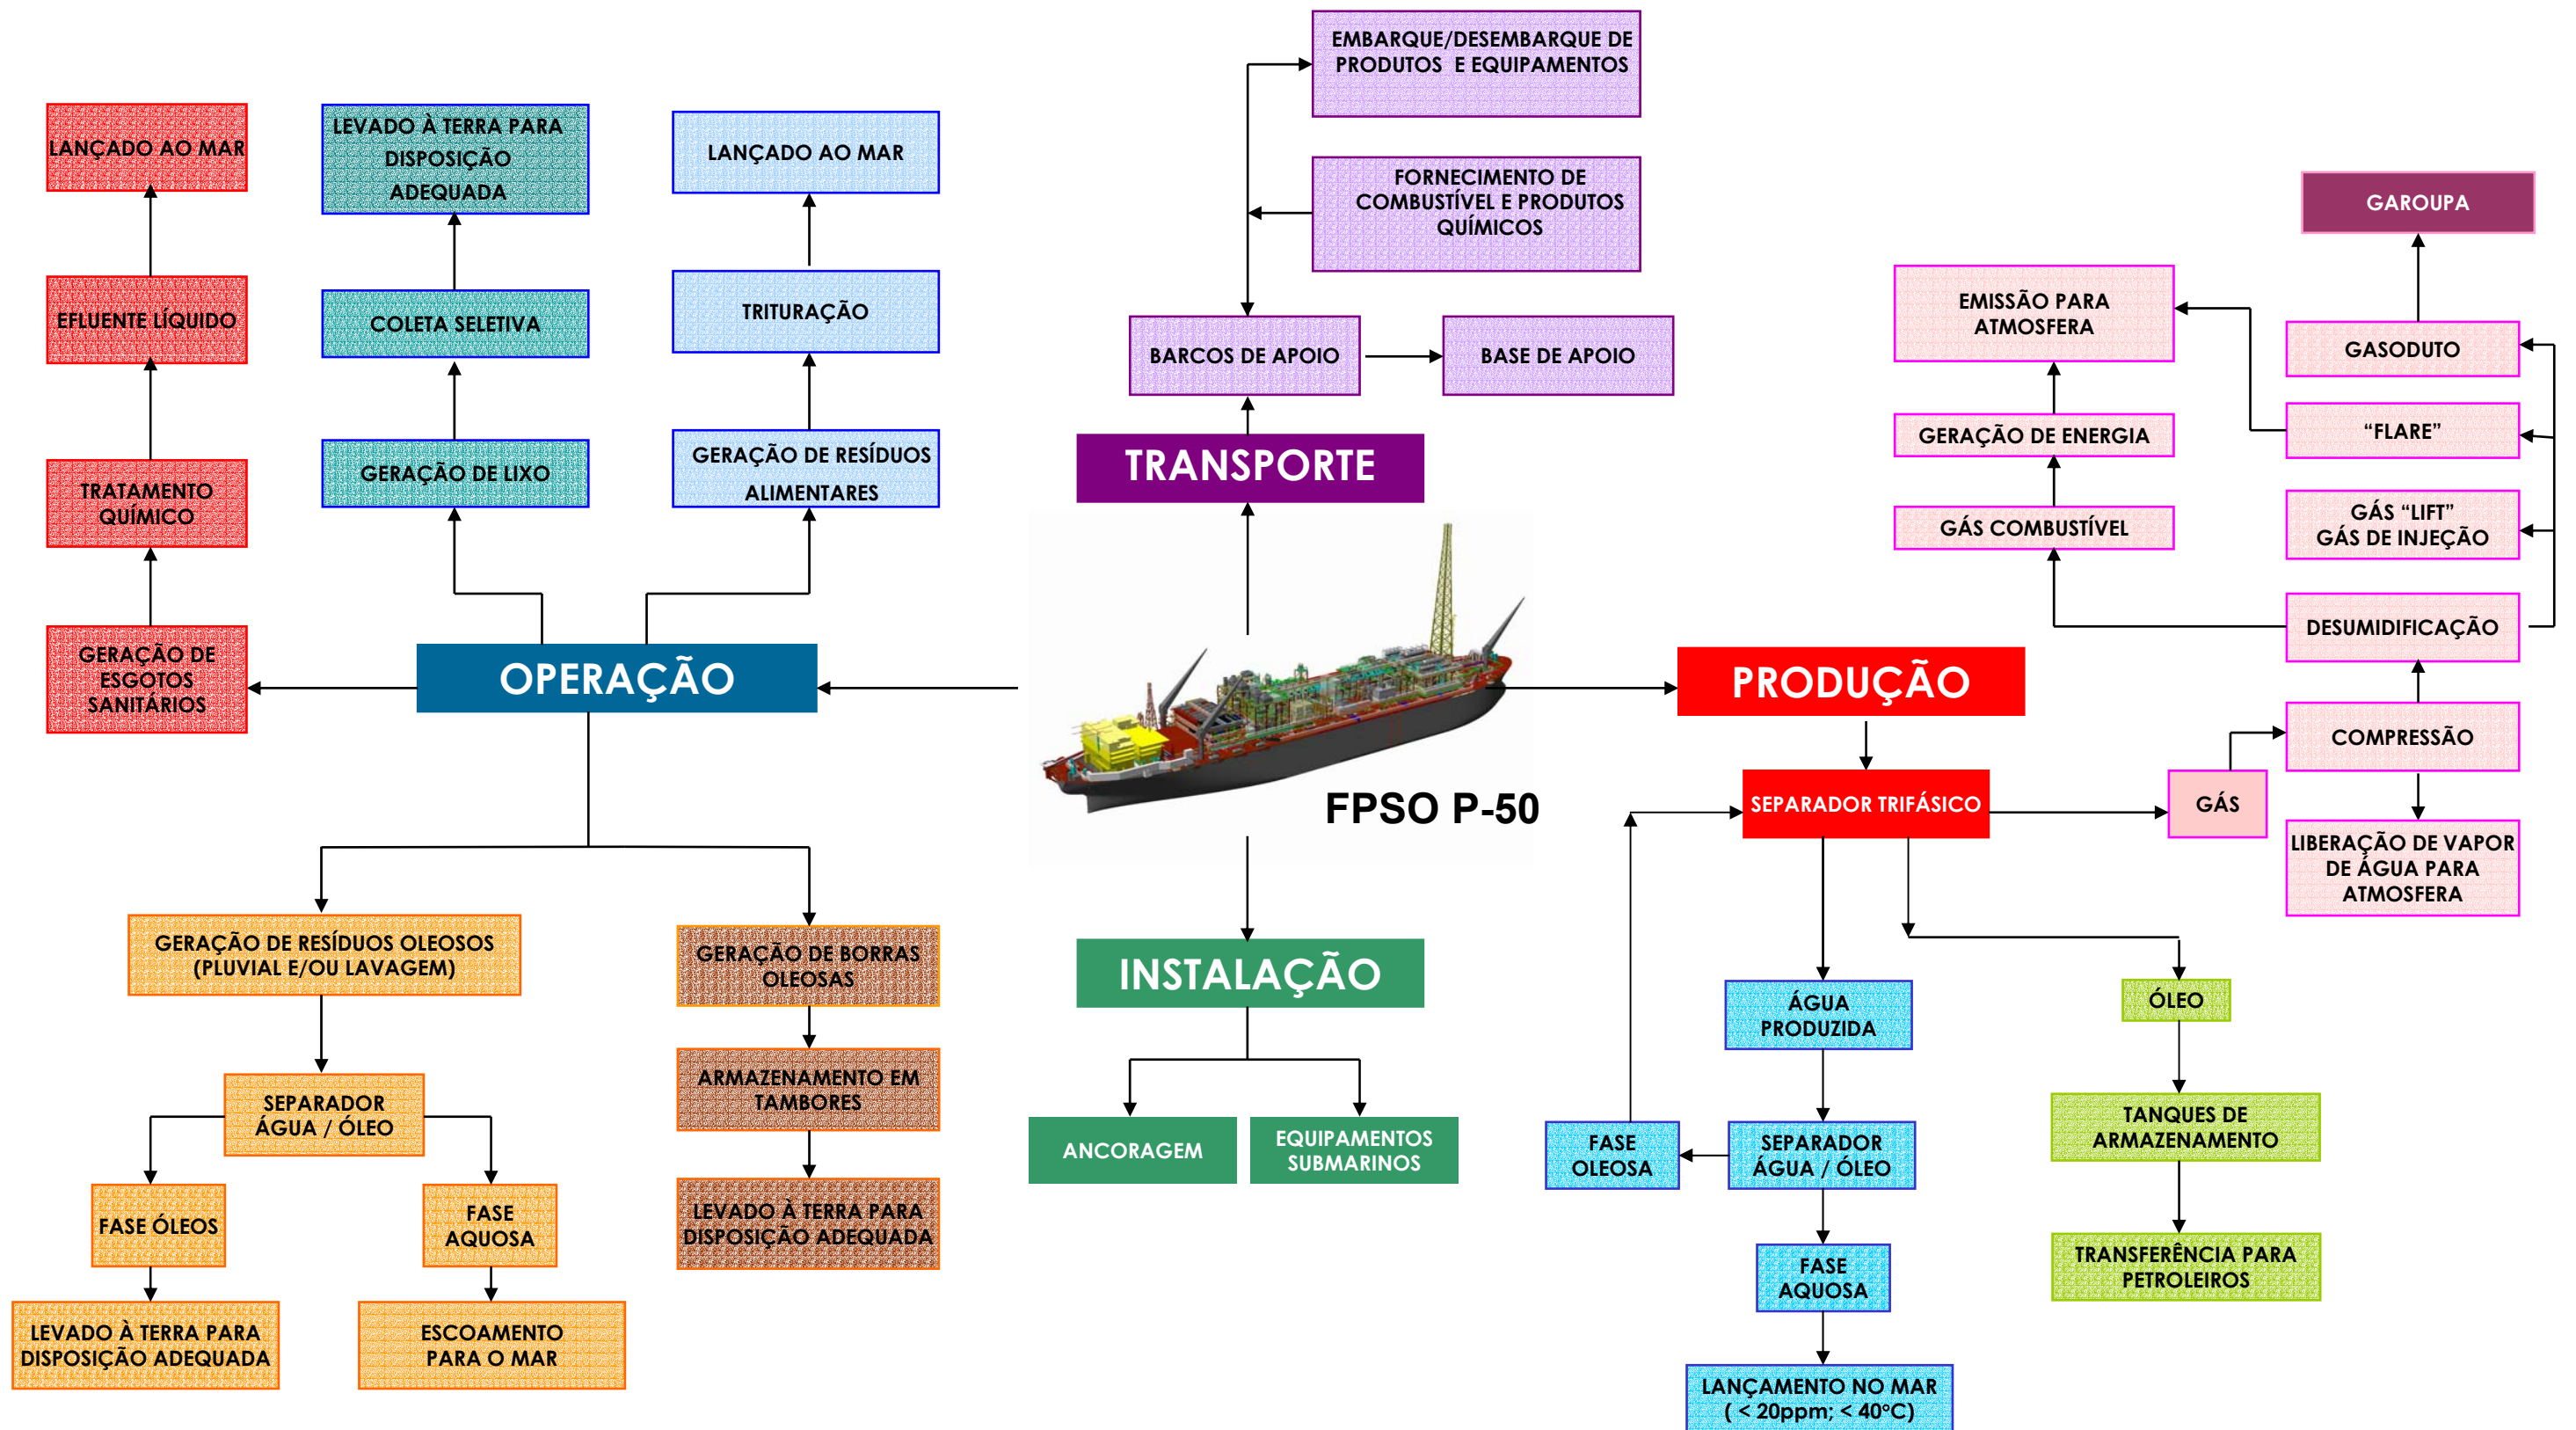 EMBARQUE/DESEMBARQUE DE
PRODUTOS E EQUIPAMENTOS
FORNECIMENTO DE
COMBUSTÍVEL E PRODUTOS
QUÍMICOS
BARCOS DE APOIO
BASE DE APOIO
TRANSPORTE
LANÇADO AO MAR
EFLUENTE LÍQUIDO
TRATAMENTO
QUÍMICO
GERAÇÃO DE
ESGOTOS
SANITÁRIOS
LEVADO À TERRA PARA
DISPOSIÇÃO
ADEQUADA
COLETA SELETIVA
GERAÇÃO DE LIXO
LANÇADO AO MAR
TRITURAÇÃO
GERAÇÃO DE RESÍDUOS
ALIMENTARES
OPERAÇÃO
GERAÇÃO DE RESÍDUOS OLEOSOS
(PLUVIAL E/OU LAVAGEM)
SEPARADOR
ÁGUA / ÓLEO
FASE ÓLEOS
FASE
AQUOSA
LEVADO À TERRA PARA
DISPOSIÇÃO ADEQUADA
ESCOAMENTO
PARA O MAR
GERAÇÃO DE BORRAS
OLEOSAS
ARMAZENAMENTO EM
TAMBORES
LEVADO À TERRA PARA
DISPOSIÇÃO ADEQUADA
FPSO P-50
INSTALAÇÃO
ANCORAGEM
EQUIPAMENTOS
SUBMARINOS
PRODUÇÃO
SEPARADOR TRIFÁSICO
GAROUPA
EMISSÃO PARA
ATMOSFERA
GASODUTO
GERAÇÃO DE ENERGIA
“FLARE”
GÁS COMBUSTÍVEL
GÁS “LIFT”
GÁS DE INJEÇÃO
DESUMIDIFICAÇÃO
COMPRESSÃO
GÁS
LIBERAÇÃO DE VAPOR
DE ÁGUA PARA
ATMOSFERA
ÁGUA
PRODUZIDA
FASE
OLEOSA
SEPARADOR
ÁGUA / ÓLEO
FASE
AQUOSA
LANÇAMENTO NO MAR
( < 20ppm; < 40°C)
ÓLEO
TANQUES DE
ARMAZENAMENTO
TRANSFERÊNCIA PARA
PETROLEIROS